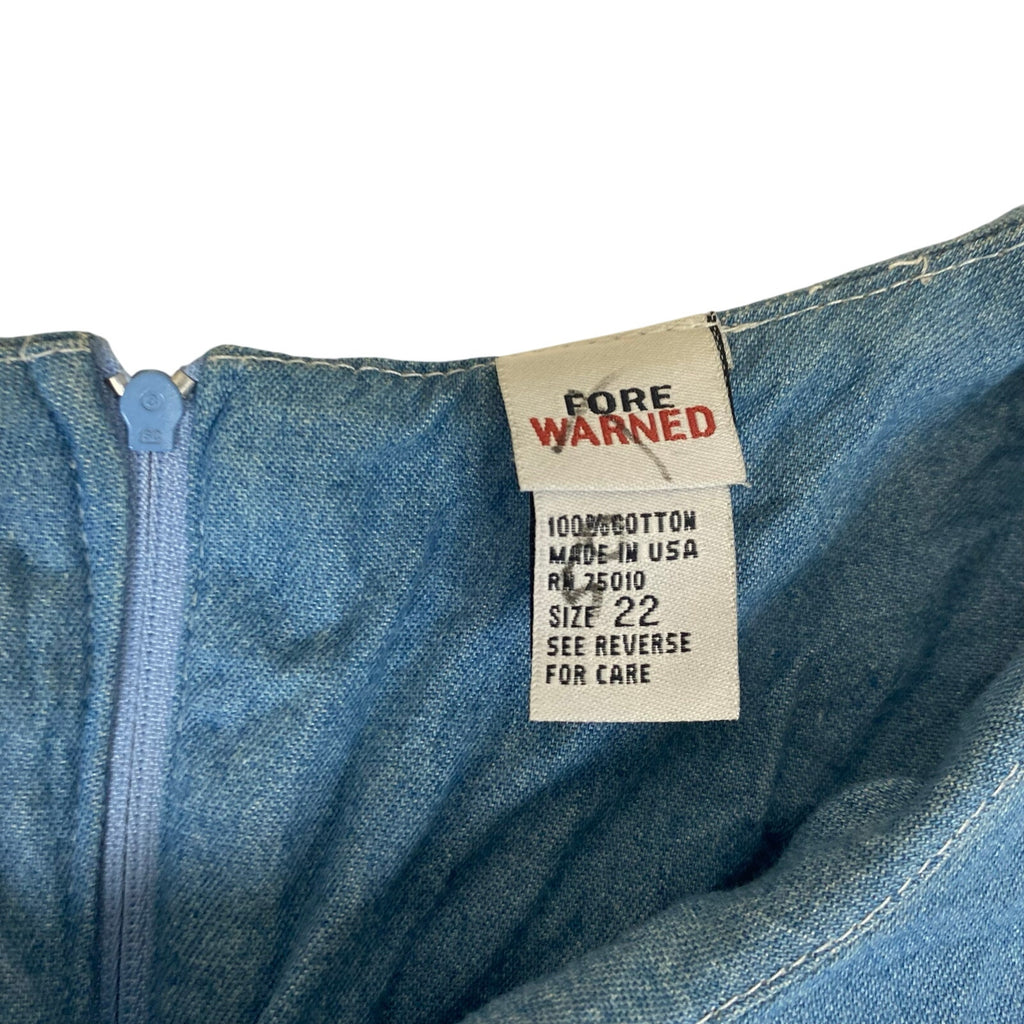 FORE
WARNED
100% COTTON
MADE IN USA
RN 75010
SIZE 22
SEE REVERSE
FOR CARE